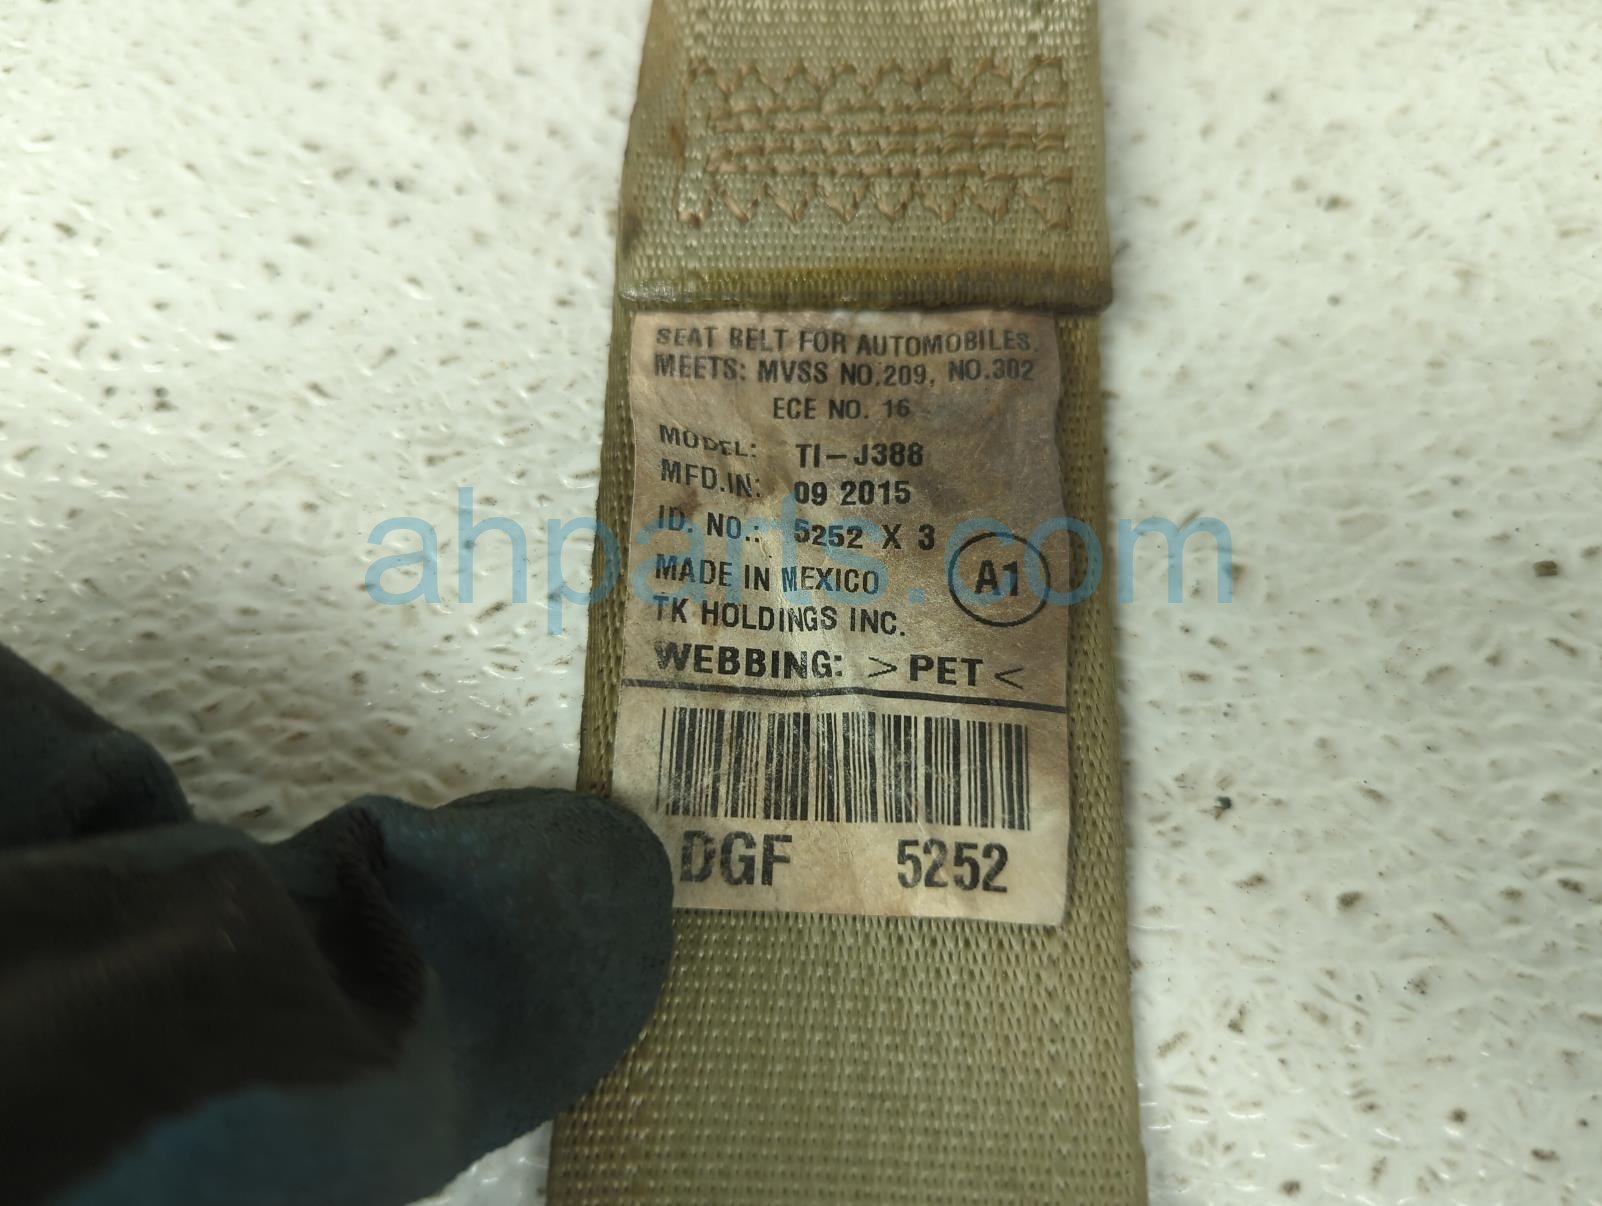 SEAT BELT FOR AUTOMOBILES.
MEETS: MVSS NO.209, NO.302
ECE NO. 16
MODEL: TI-J388
MFD.IN: 09 2015
ID. NO.: 5252 X 3
MADE IN MEXICO A1
TK HOLDINGS INC.
WEBBING: >PET<
DGF 5252
ahparts.com